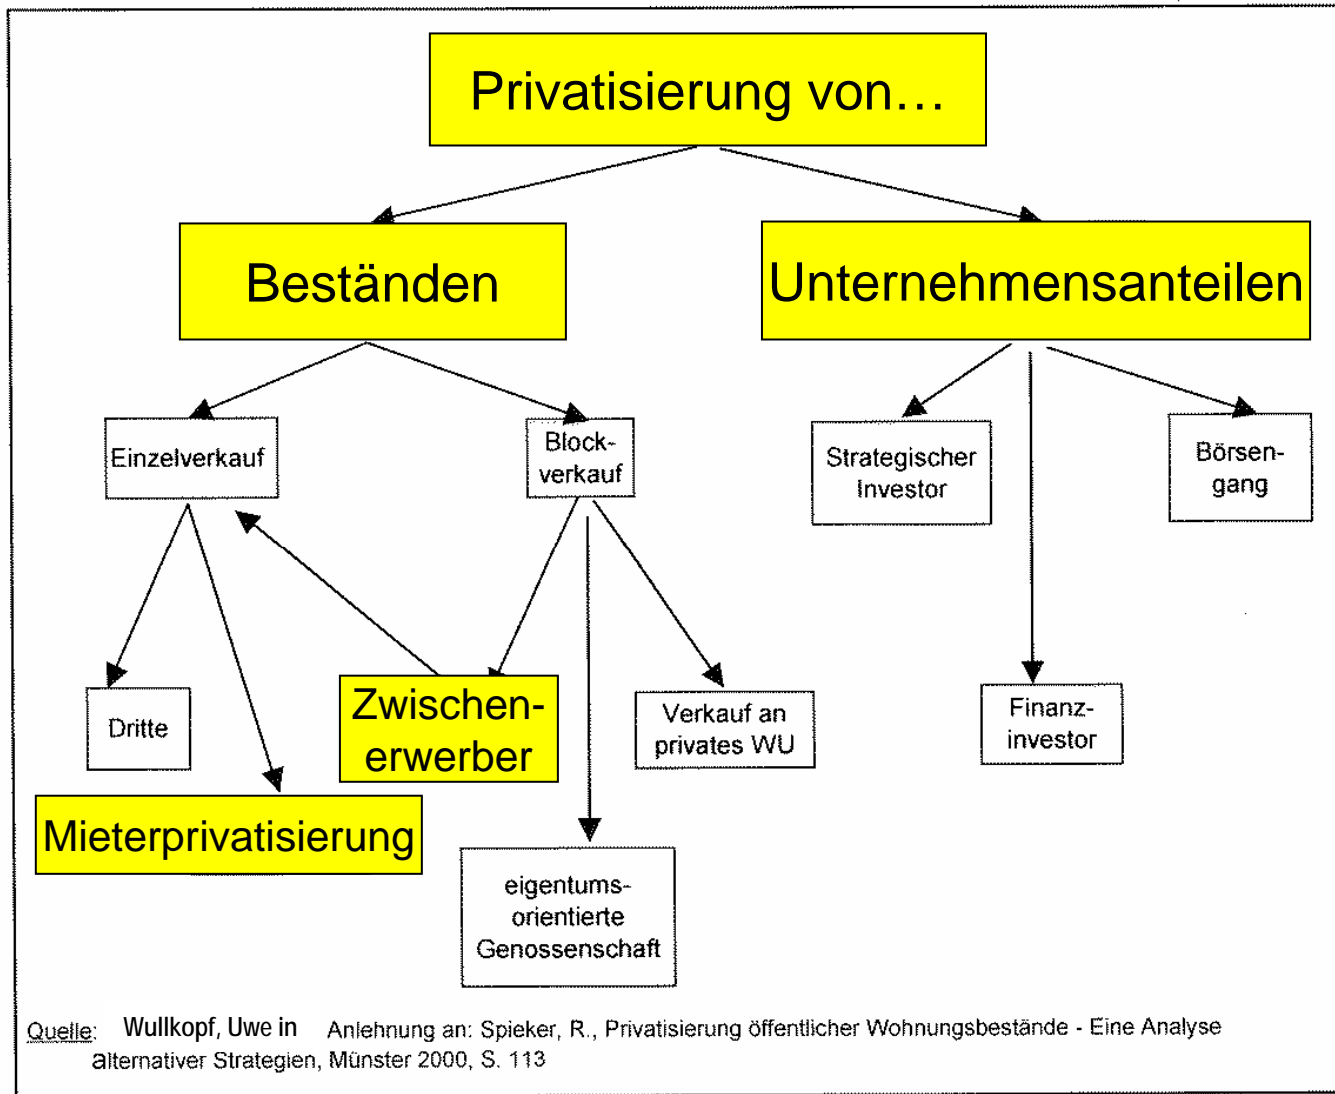 Privatisierung von…
Beständen
Unternehmensanteilen
Einzelverkauf
Block-
verkauf
Strategischer
Investor
Börsen-
gang
Dritte
Zwischen-
erwerber
Verkauf an
privates WU
Finanz-
investor
Mieterprivatisierung
eigentums-
orientierte
Genossenschaft
Quelle: Wullkopf, Uwe in Anlehnung an: Spieker, R., Privatisierung öffentlicher Wohnungsbestände - Eine Analyse
alternativer Strategien, Münster 2000, S. 113